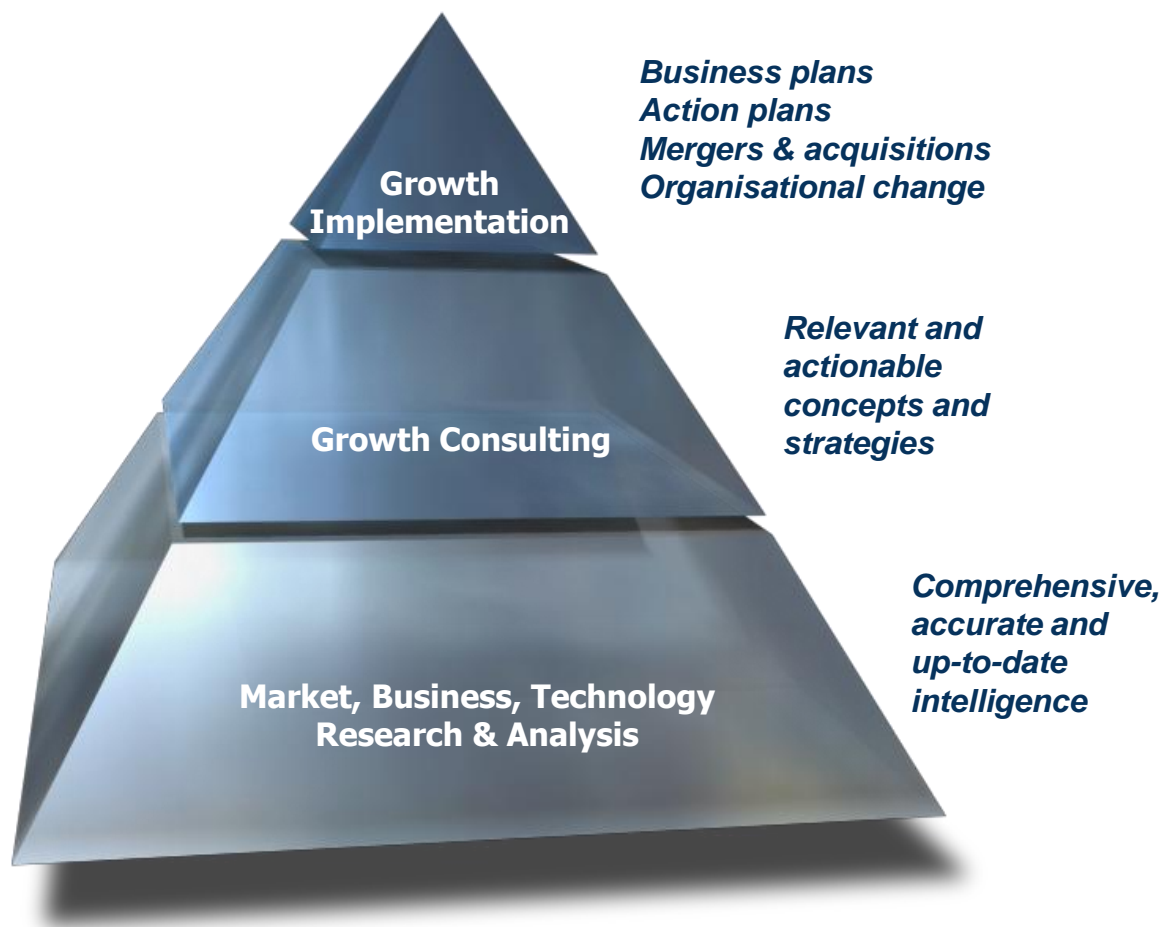 Business plans
Action plans
Mergers & acquisitions
Organisational change
Growth
Implementation
Relevant and
actionable
concepts and
strategies
Growth Consulting
Comprehensive,
accurate and
up-to-date
intelligence
Market, Business, Technology
Research & Analysis